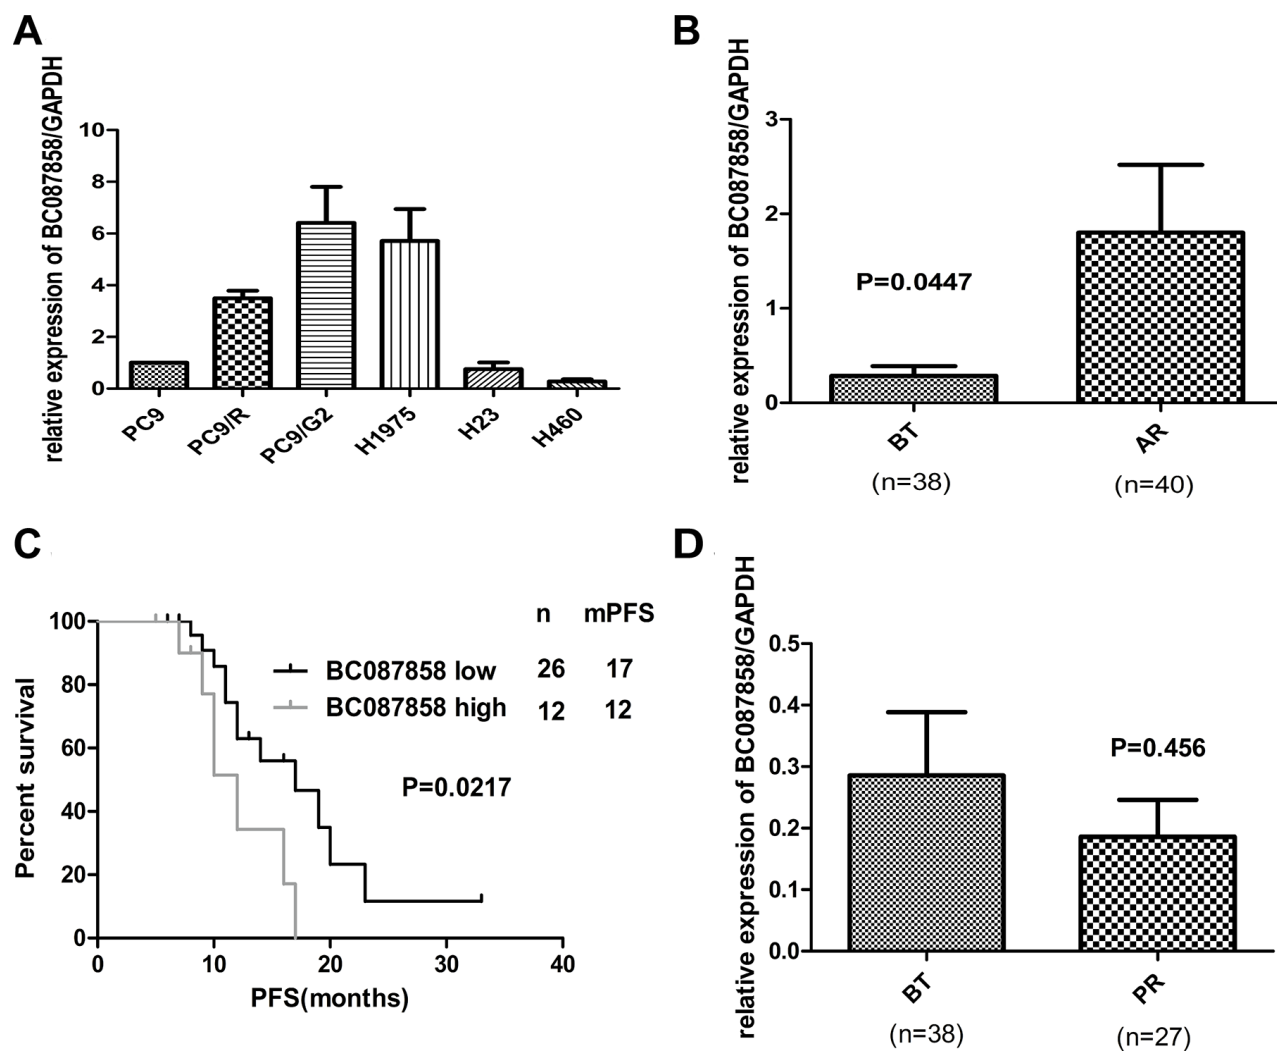 A
relative expression of BC087858/GAPDH
10
8
6
4
2
0
PC9
PC9/R
PC9/G2
H1975
H23
H460
B
relative expression of BC087858/GAPDH
3
2
1
0
P=0.0447
BT
AR
(n=38)
(n=40)
C
Percent survival
100
80
60
40
20
0
n mPFS
BC087858 low 26 17
BC087858 high 12 12
P=0.0217
0 10 20 30 40
PFS(months)
D
relative expression of BC087858/GAPDH
0.5
0.4
0.3
0.2
0.1
0.0
P=0.456
BT
PR
(n=38)
(n=27)